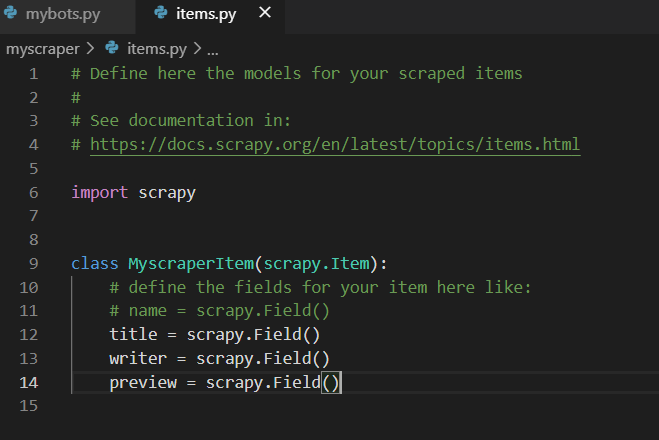 mybots.py items.py ×
myscraper > items.py > ...
1 # Define here the models for your scraped items
2 #
3 # See documentation in:
4 # https://docs.scrapy.org/en/latest/topics/items.html
5
6 import scrapy
7
8
9 class MyscraperItem(scrapy.Item):
10 # define the fields for your item here like:
11 # name = scrapy.Field()
12 title = scrapy.Field()
13 writer = scrapy.Field()
14 preview = scrapy.Field()
15